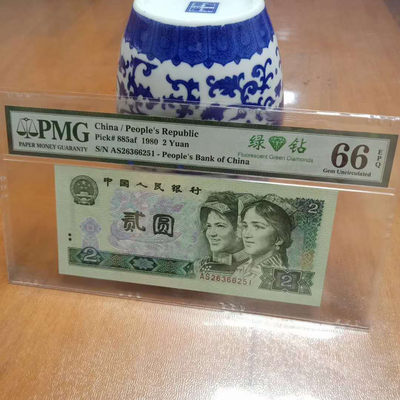 PMG
PAPER MONEY GUARANTY
China / People's Republic
Pick# 885af 1980 2 Yuan
S/N AS26366251 - People's Bank of China
绿钻
Fluorescent Green Diamonds
66 EPQ
Gem Uncirculated
中国人民银行
贰圆
2
2
2
AS26366251